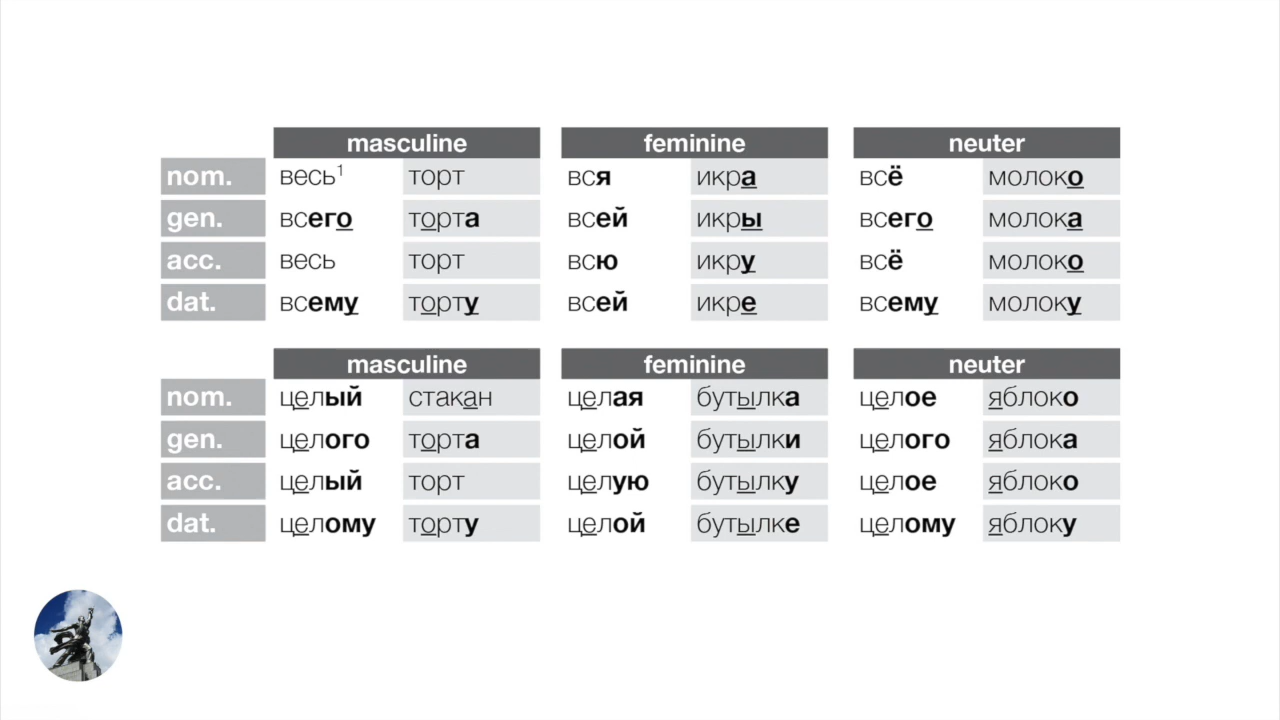 masculine feminine neuter
nom. весь¹ торт вся икра всё молоко
gen. всего торта всей икры всего молока
acc. весь торт всю икру всё молоко
dat. всему торту всей икре всему молоку
masculine feminine neuter
nom. целый стакан целая бутылка целое яблоко
gen. целого торта целой бутылки целого яблока
acc. целый торт целую бутылку целое яблоко
dat. целому торту целой бутылке целому яблоку